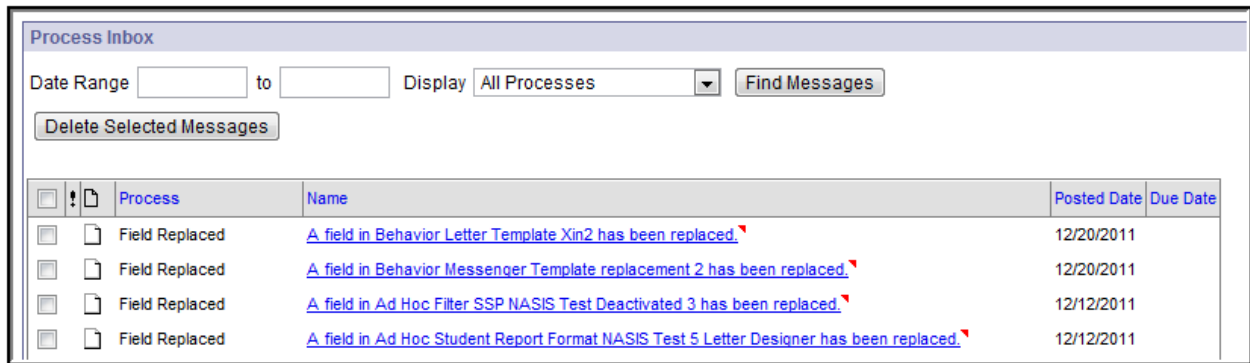 Process Inbox
Date Range to Display All Processes Find Messages
Delete Selected Messages
! Process Name Posted Date Due Date
Field Replaced A field in Behavior Letter Template Xin2 has been replaced. 12/20/2011
Field Replaced A field in Behavior Messenger Template replacement 2 has been replaced. 12/20/2011
Field Replaced A field in Ad Hoc Filter SSP NASIS Test Deactivated 3 has been replaced. 12/12/2011
Field Replaced A field in Ad Hoc Student Report Format NASIS Test 5 Letter Designer has been replaced. 12/12/2011